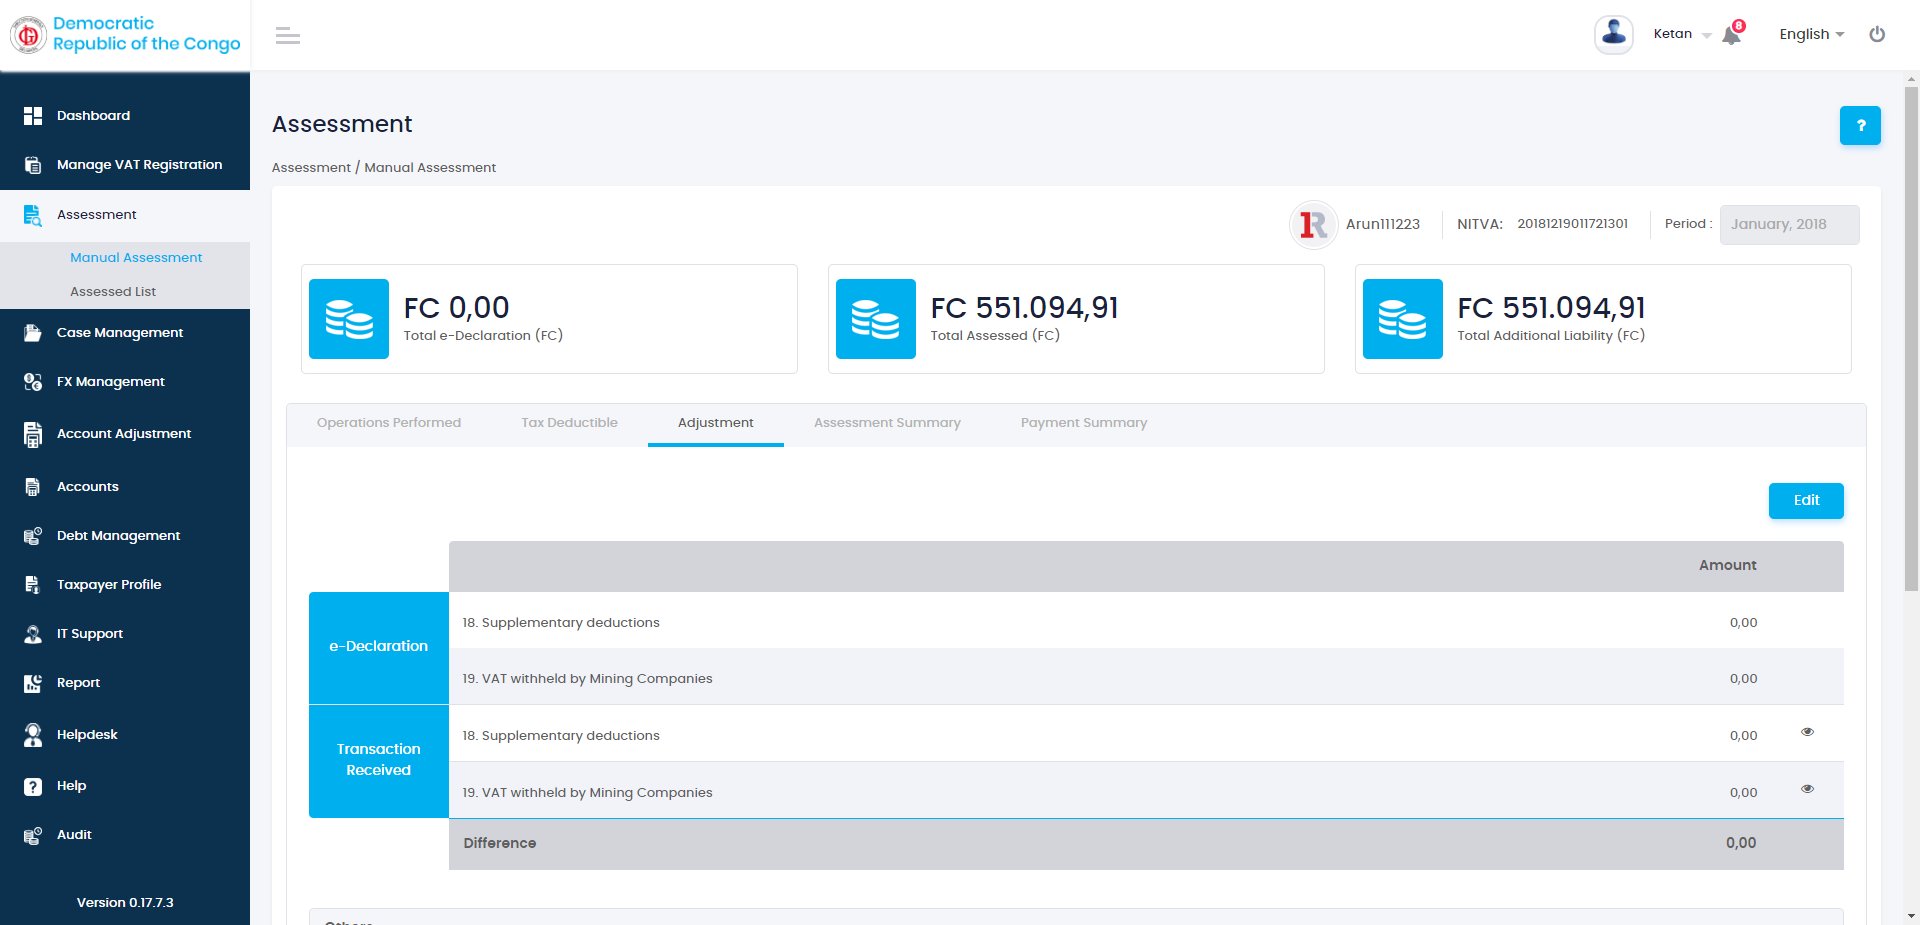 Democratic
Republic of the Congo
Ketan
8
English
Dashboard
Manage VAT Registration
Assessment
Manual Assessment
Assessed List
Case Management
FX Management
Account Adjustment
Accounts
Debt Management
Taxpayer Profile
IT Support
Report
Helpdesk
Help
Audit
Version 0.17.7.3
Assessment
?
Assessment / Manual Assessment
1R
Arun111223
NITVA: 20181219011721301
Period : January, 2018
FC 0,00
Total e-Declaration (FC)
FC 551.094,91
Total Assessed (FC)
FC 551.094,91
Total Additional Liability (FC)
Operations Performed
Tax Deductible
Adjustment
Assessment Summary
Payment Summary
Edit
Amount
e-Declaration
18. Supplementary deductions 0,00
19. VAT withheld by Mining Companies 0,00
Transaction
Received
18. Supplementary deductions 0,00
19. VAT withheld by Mining Companies 0,00
Difference 0,00
Others